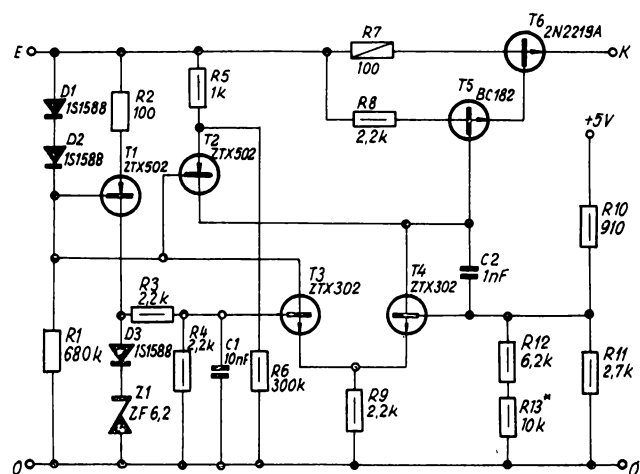 T6
2N2219A
E
R7
100
K
D1
1S1588
R2
100
R5
1k
R8
2,2k
T5
BC182
+5V
D2
1S1588
T1
ZTX502
T2
ZTX502
R10
910
C2
1nF
R3
2,2k
T3
ZTX302
T4
ZTX302
R1
680k
D3
1S1588
R4
2,2k
C1
10nF
R6
300k
R12
6,2k
R11
2,7k
Z1
ZF6,2
R9
2,2k
R13*
10k
0
0